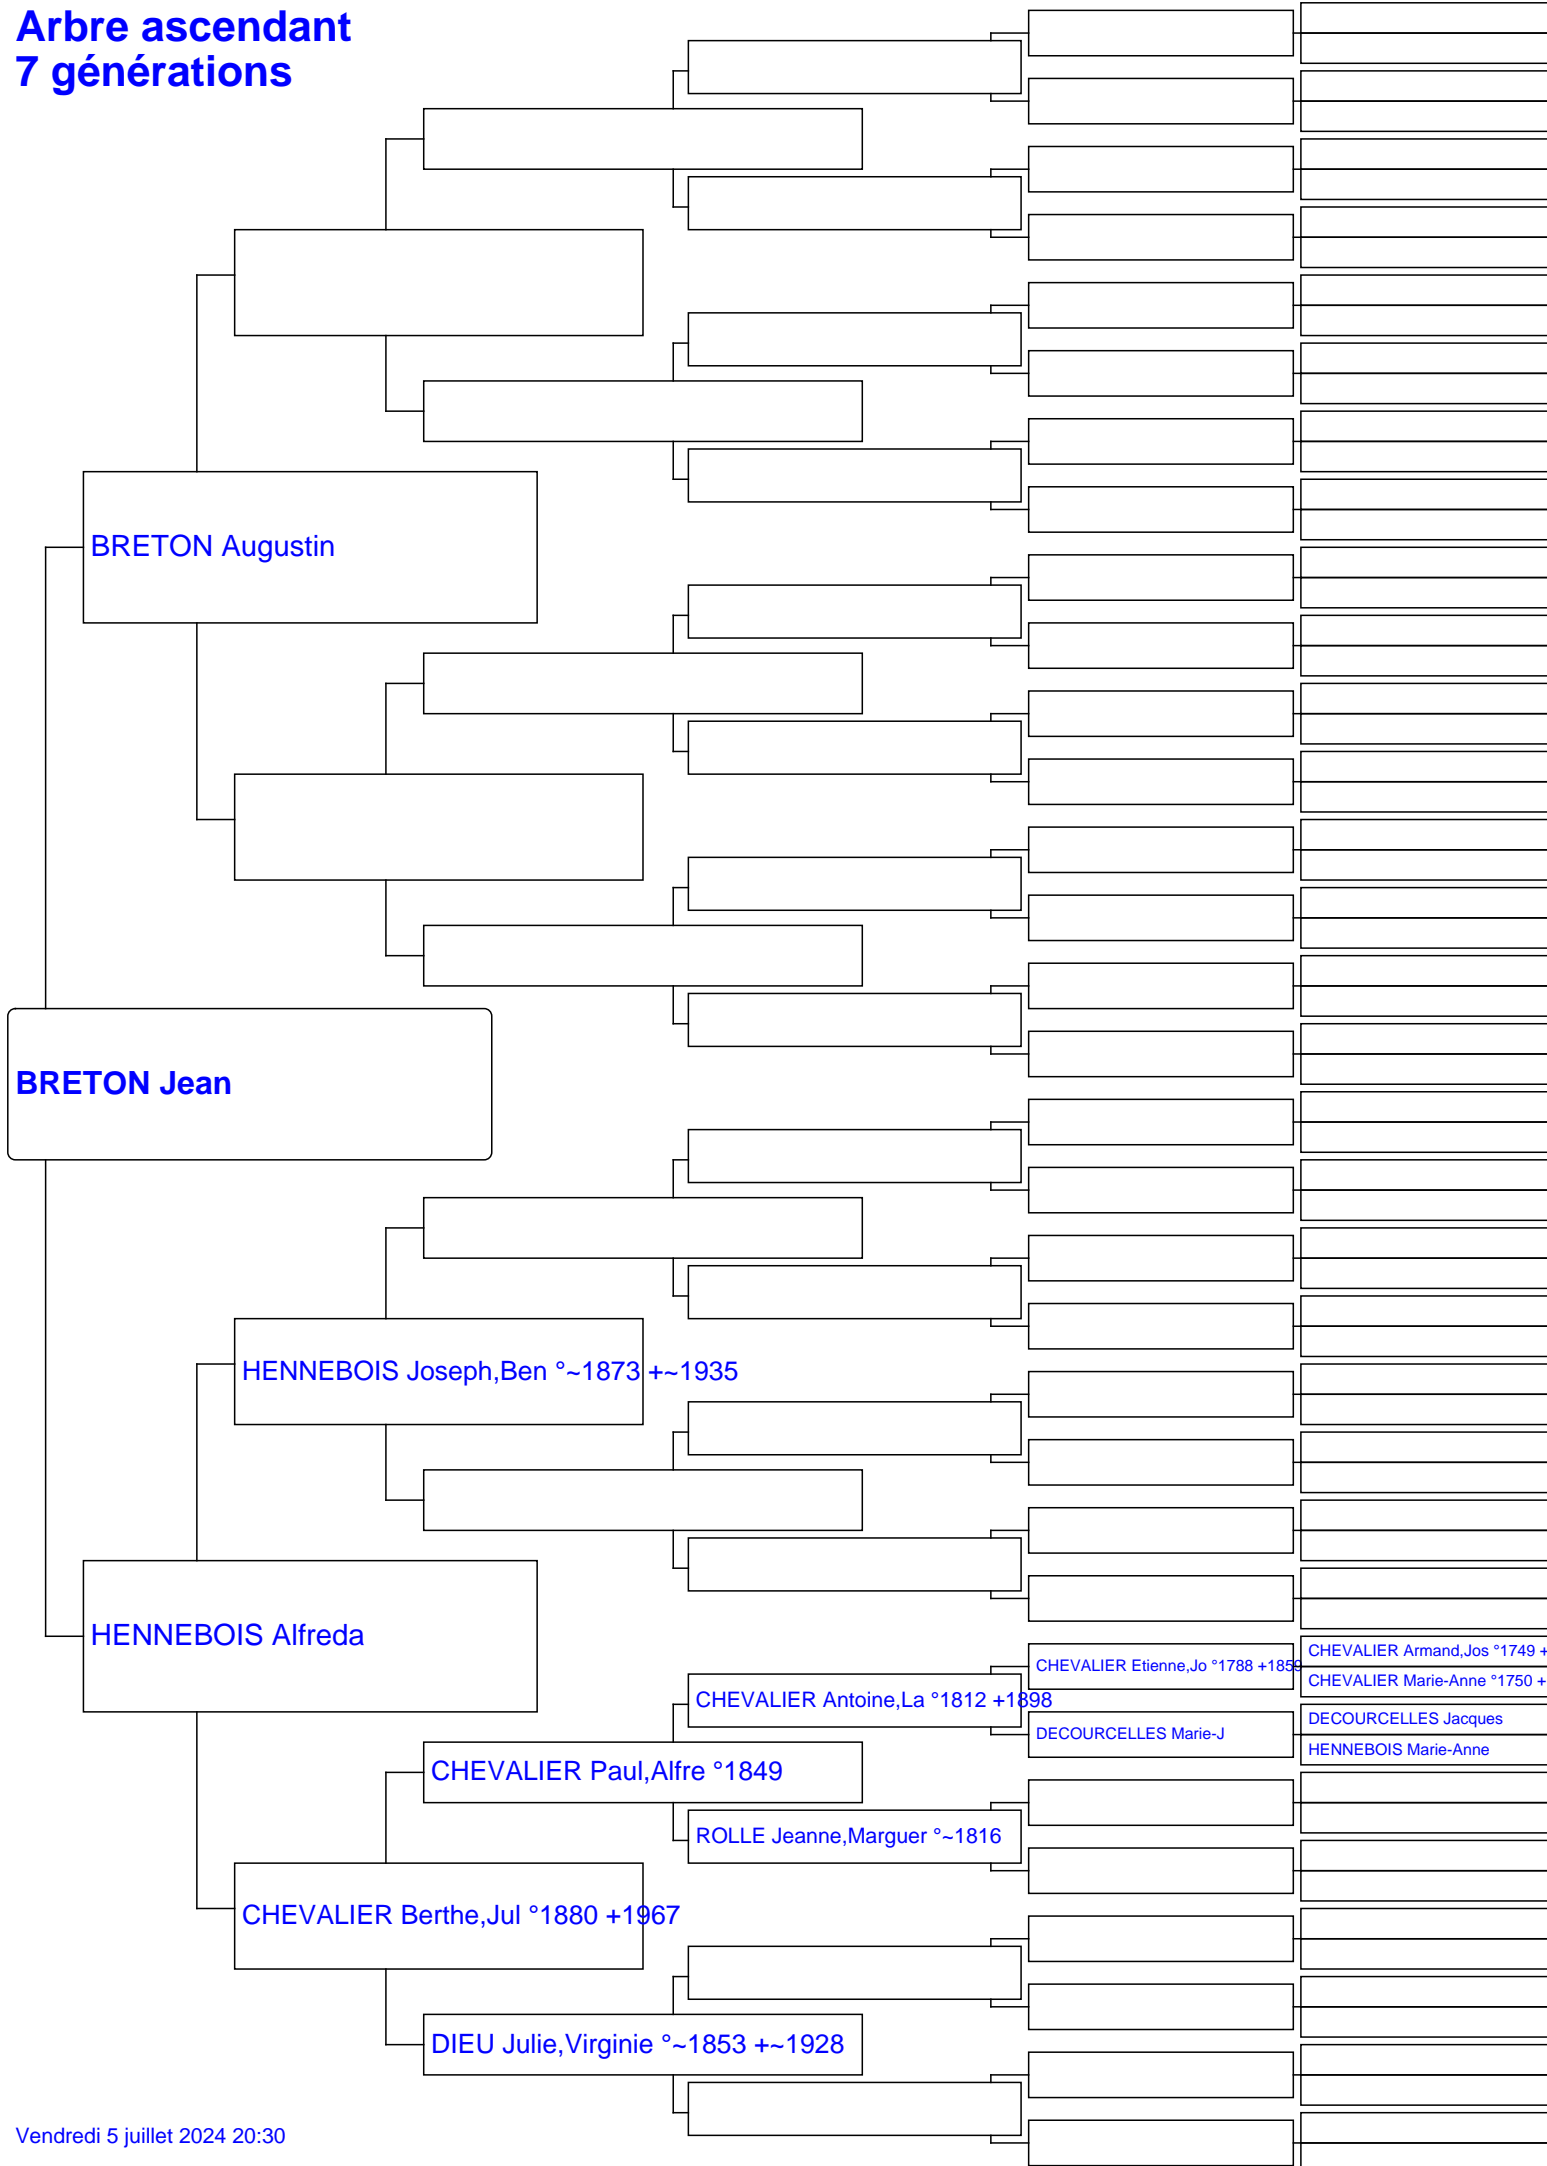 Arbre ascendant
7 générations
BRETON Augustin
BRETON Jean
HENNEBOIS Joseph,Ben °~1873 +~1935
HENNEBOIS Alfreda
CHEVALIER Armand,Jos °1749 +
CHEVALIER Etienne,Jo °1788 +1859
CHEVALIER Marie-Anne °1750 +
CHEVALIER Antoine,La °1812 +1898
DECOURCELLES Jacques
DECOURCELLES Marie-J
HENNEBOIS Marie-Anne
CHEVALIER Paul,Alfre °1849
ROLLE Jeanne,Marguer °~1816
CHEVALIER Berthe,Jul °1880 +1967
DIEU Julie,Virginie °~1853 +~1928
Vendredi 5 juillet 2024 20:30